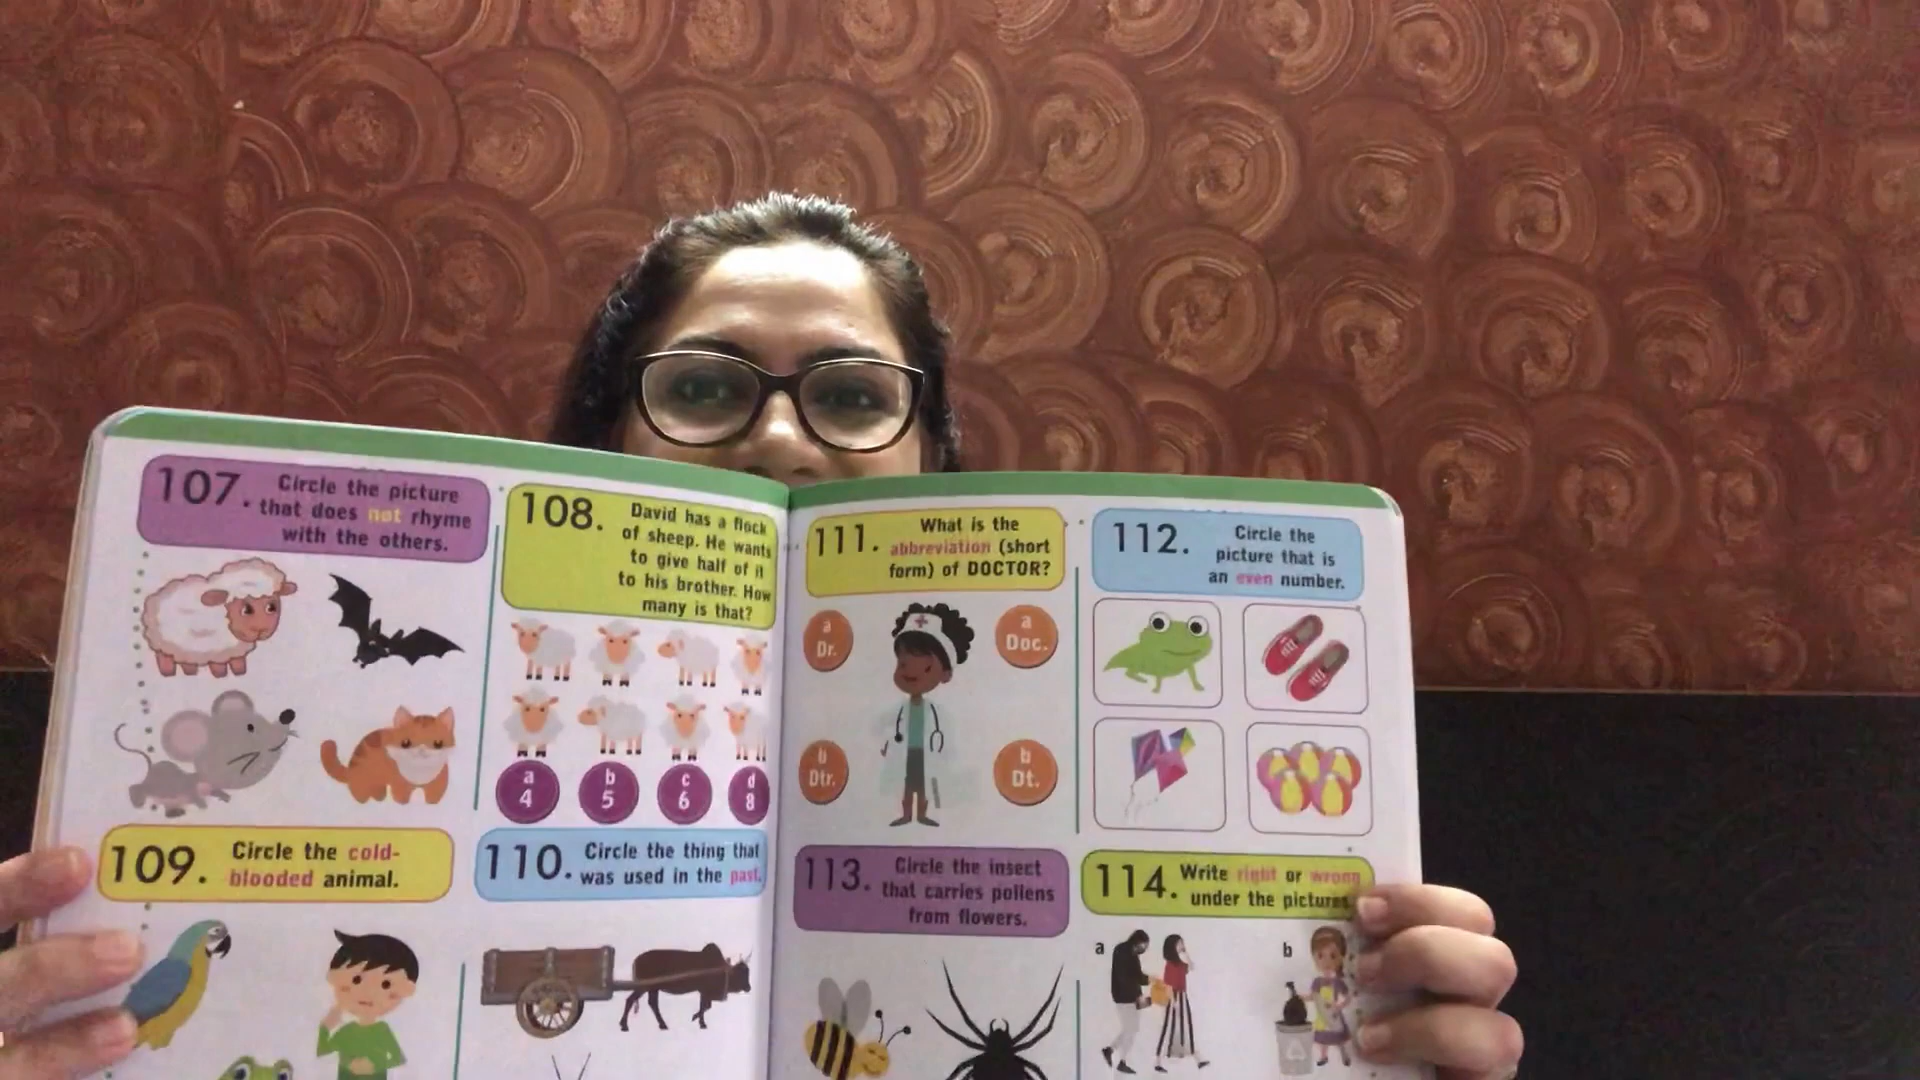 107.
Circle the picture
that does not rhyme
with the others.
108.
David has a flock
of sheep. He wants
to give half of it
to his brother. How
many is that?
a
4
b
5
c
6
d
8
109.
Circle the cold-
blooded animal.
110.
Circle the thing that
was used in the past.
111.
What is the
abbreviation (short
form) of DOCTOR?
a
Dr.
a
Doc.
b
Dtr.
b
Dt.
112.
Circle the
picture that is
an even number.
113.
Circle the insect
that carries pollens
from flowers.
114.
Write right or wrong
under the pictures
a
b